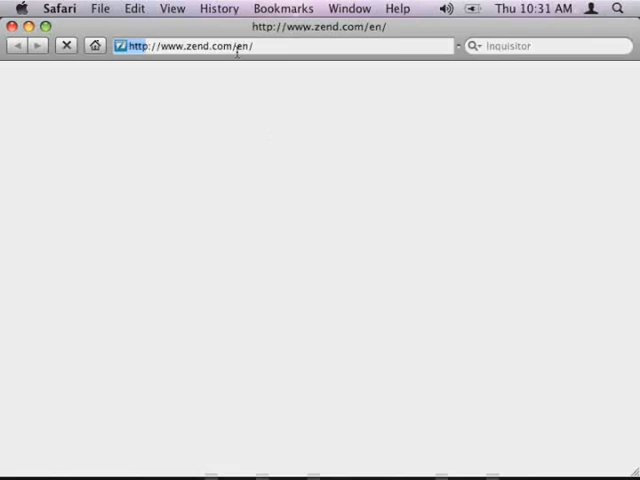 Safari File Edit View History Bookmarks Window Help Thu 10:31 AM
http://www.zend.com/en/
http://www.zend.com/en/ Inquisitor